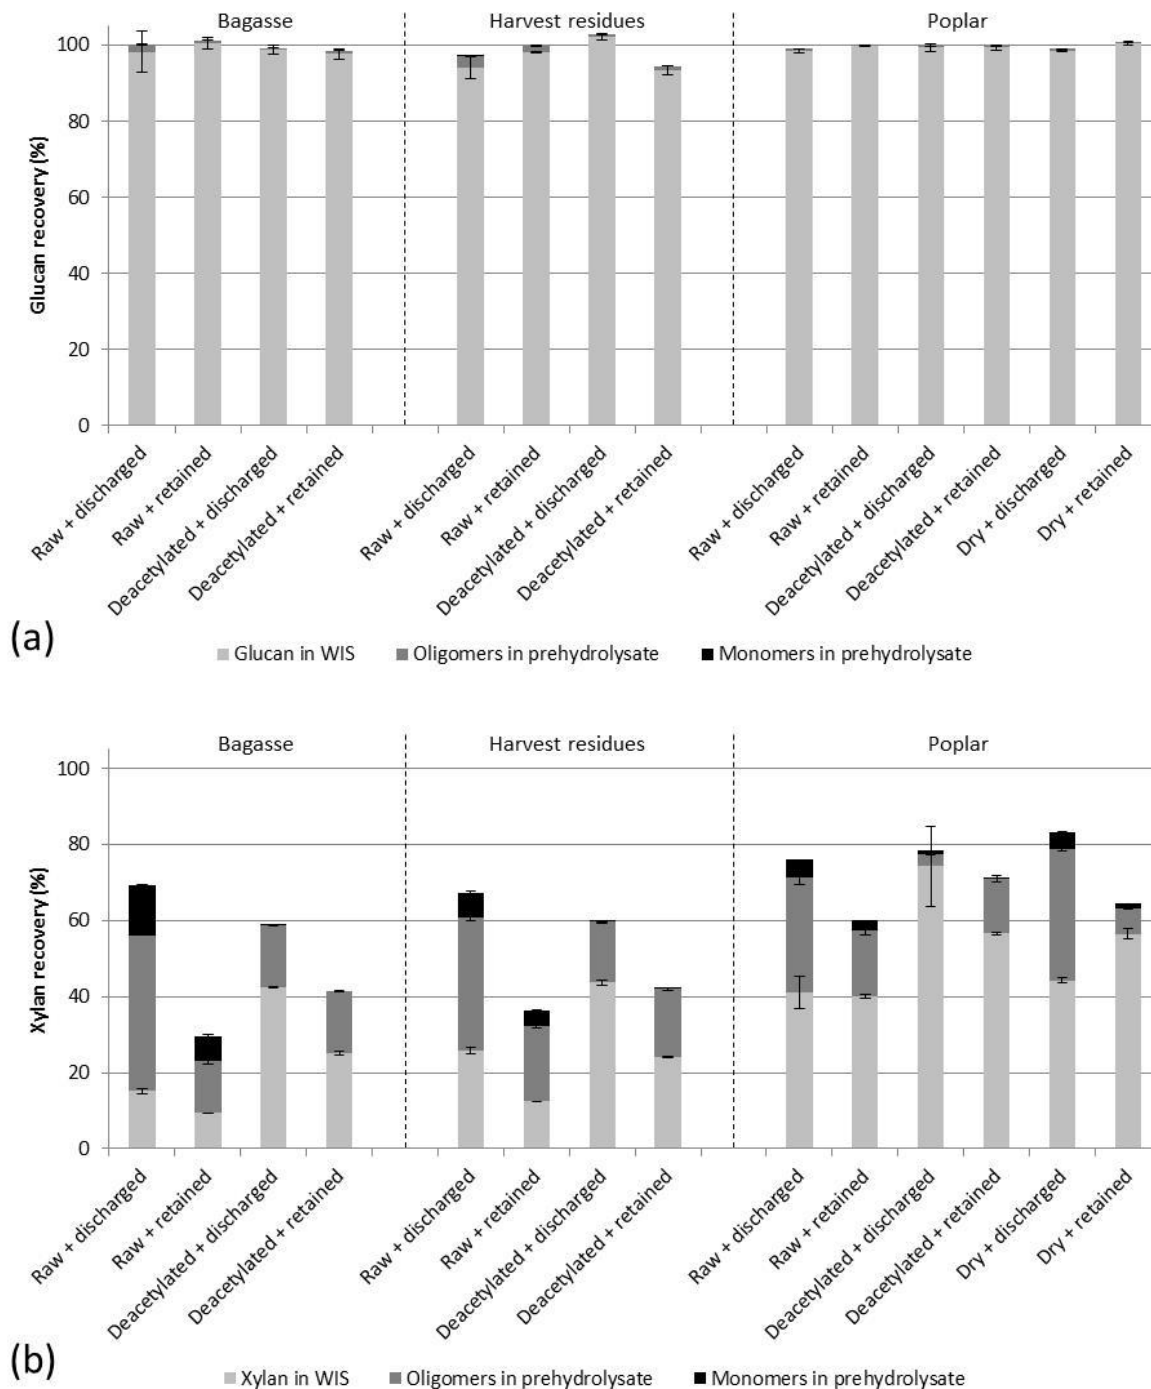 Bagasse
Harvest residues
Poplar
Glucan recovery (%)
100
80
60
40
20
0
Raw + discharged
Raw + retained
Deacetylated + discharged
Deacetylated + retained
Raw + discharged
Raw + retained
Deacetylated + discharged
Deacetylated + retained
Raw + discharged
Raw + retained
Deacetylated + discharged
Deacetylated + retained
Dry + discharged
Dry + retained
(a)
Glucan in WIS Oligomers in prehydrolysate Monomers in prehydrolysate
Bagasse
Harvest residues
Poplar
Xylan recovery (%)
100
80
60
40
20
0
Raw + discharged
Raw + retained
Deacetylated + discharged
Deacetylated + retained
Raw + discharged
Raw + retained
Deacetylated + discharged
Deacetylated + retained
Raw + discharged
Raw + retained
Deacetylated + discharged
Deacetylated + retained
Dry + discharged
Dry + retained
(b)
Xylan in WIS Oligomers in prehydrolysate Monomers in prehydrolysate